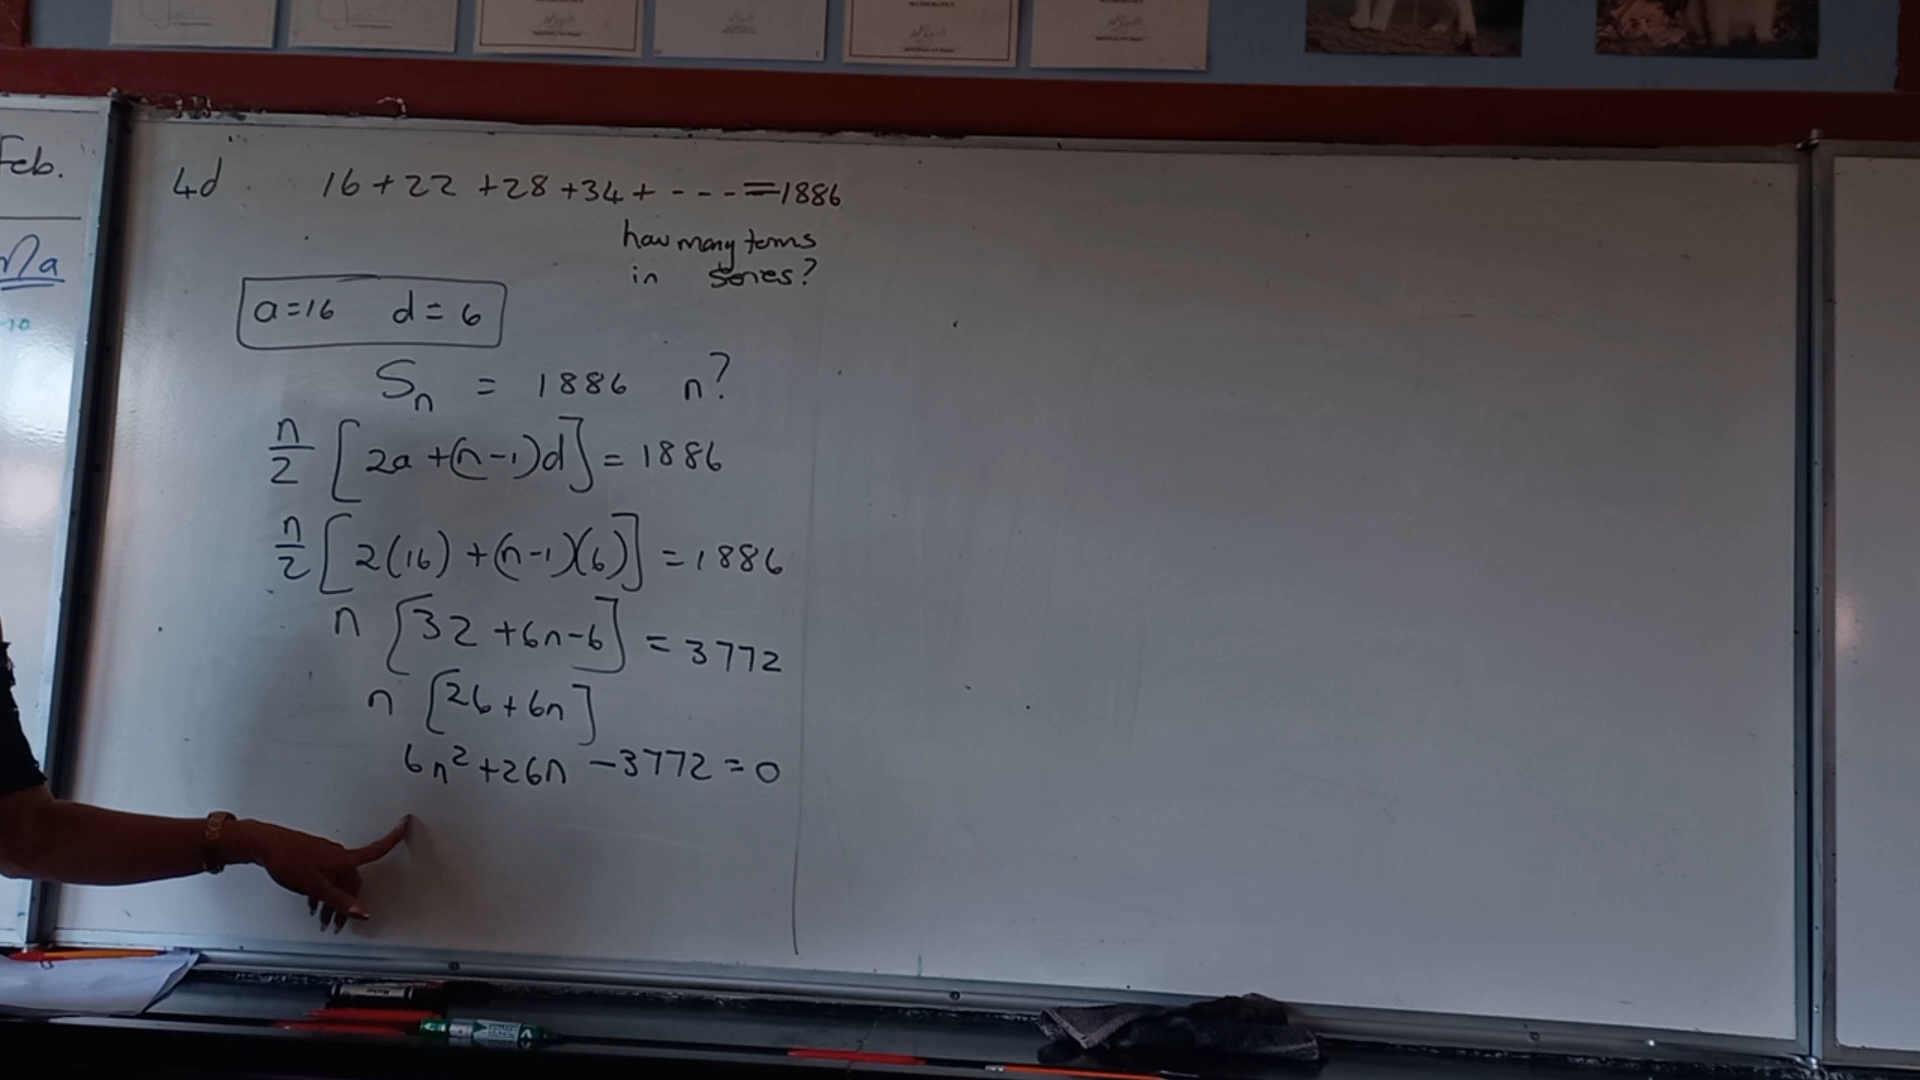 Feb.
4d 16 + 22 + 28 + 34 + - - - = 1886
how many terms
in series?
a = 16 d = 6
Sn = 1886 n?
n/2 [2a + (n-1)d] = 1886
n/2 [2(16) + (n-1)(6)] = 1886
n [32 + 6n - 6] = 3772
n [26 + 6n]
6n² + 26n - 3772 = 0